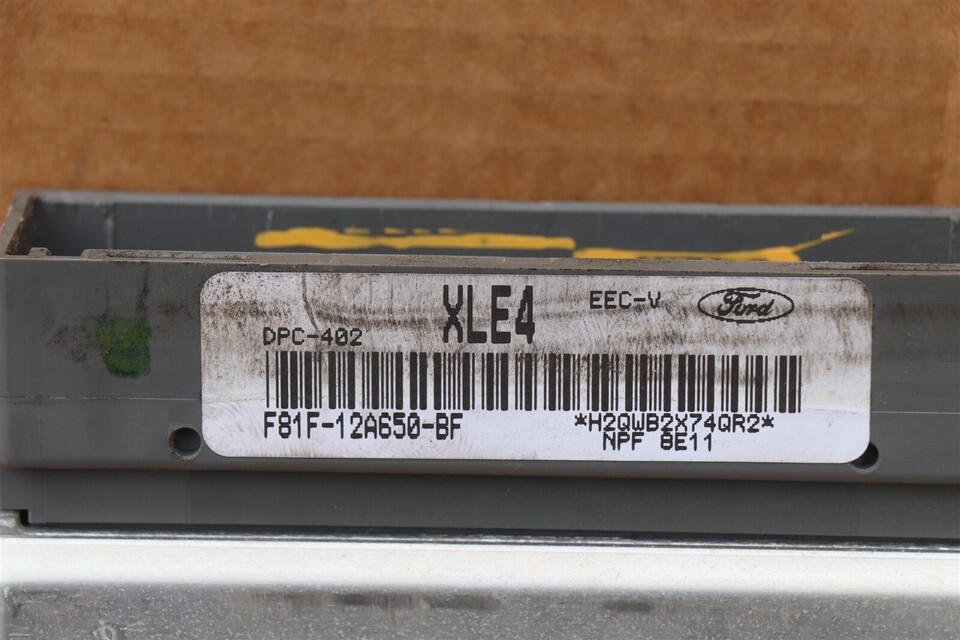 XLE4
EEC-V
Ford
DPC-402
F81F-12A650-BF
*H2QWB2X74QR2*
NPF 8E11